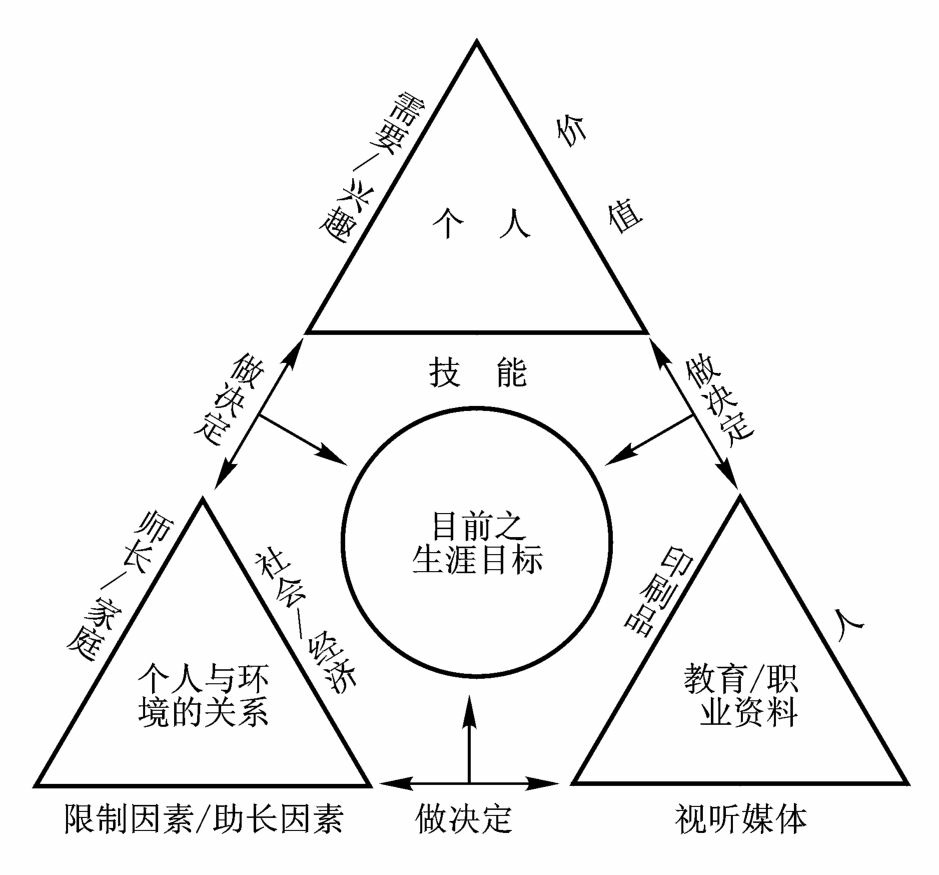 需要/兴趣
价值
个人
技能
做决定
做决定
目前之
生涯目标
师长/家庭
社会/经济
个人与环
境的关系
限制因素/助长因素
做决定
印刷品
人
教育/职
业资料
视听媒体